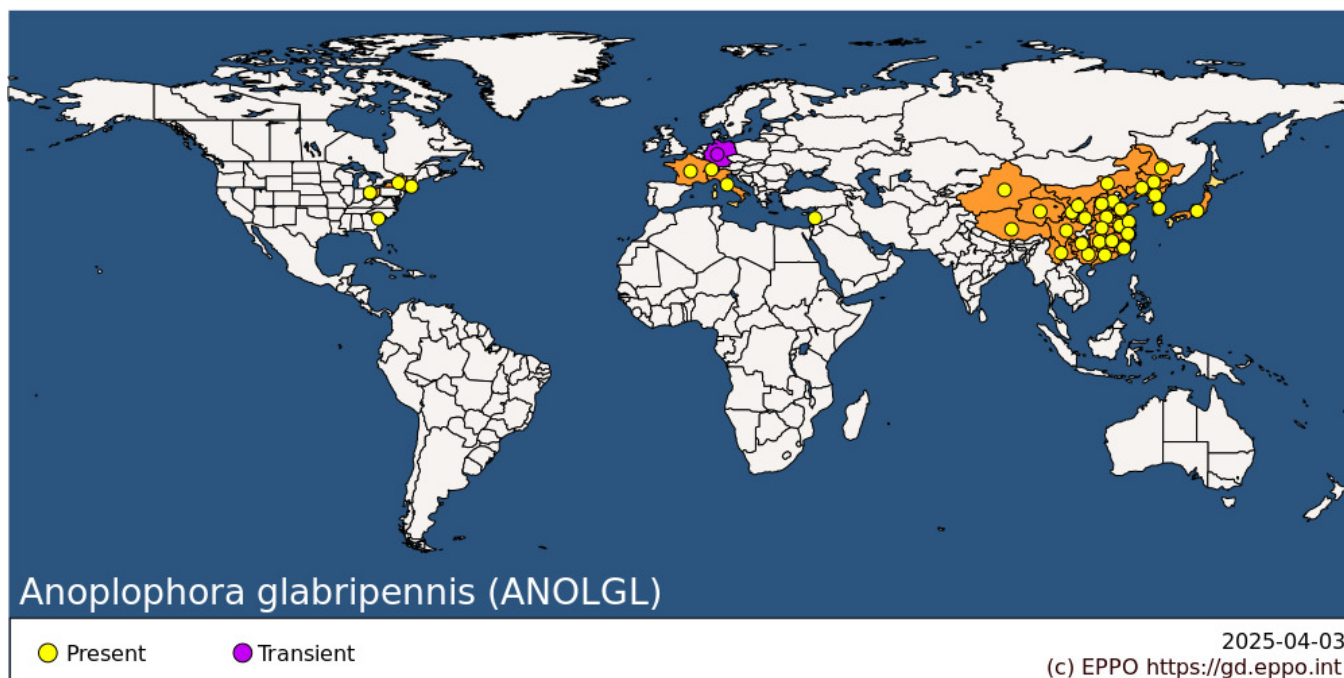 Anoplophora glabripennis (ANOLGL)
Present
Transient
2025-04-03
(c) EPPO https://gd.eppo.int